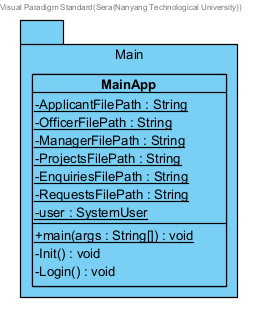 Visual Paradigm Standard(Sera(Nanyang Technological University))
Main
MainApp
-ApplicantFilePath : String
-OfficerFilePath : String
-ManagerFilePath : String
-ProjectsFilePath : String
-EnquiriesFilePath : String
-RequestsFilePath : String
-user : SystemUser
+main(args : String[]) : void
-Init() : void
-Login() : void